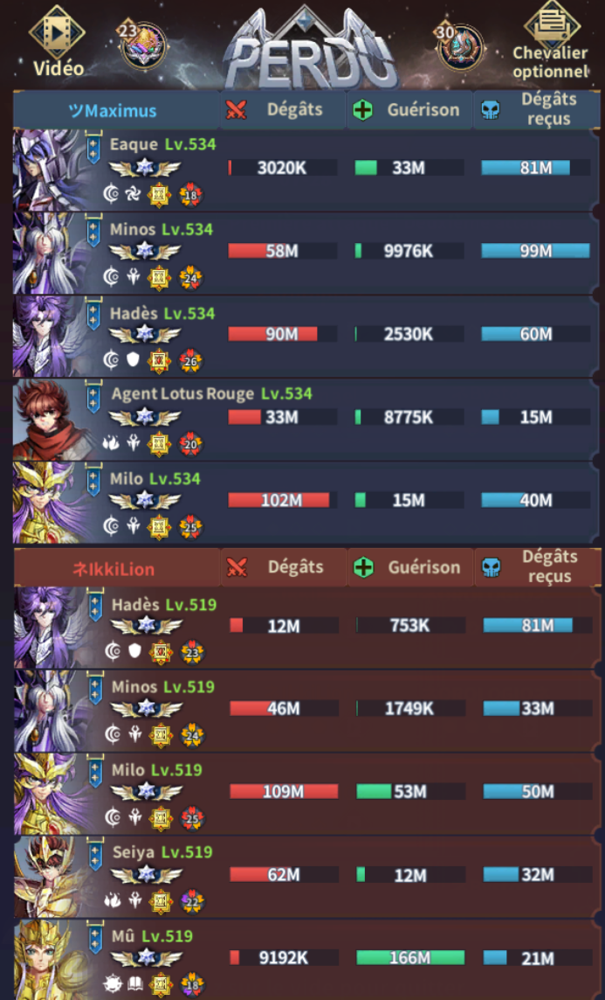 23
30
PERDU
Vidéo
Chevalier
optionnel
ツMaximus
Dégâts
Guérison
Dégâts
reçus
Eaque Lv.534
3020K 33M 81M
18
Minos Lv.534
58M 9976K 99M
24
Hadès Lv.534
90M 2530K 60M
26
Agent Lotus Rouge Lv.534
33M 8775K 15M
20
Milo Lv.534
102M 15M 40M
25
ネIkkiLion
Dégâts
Guérison
Dégâts
reçus
Hadès Lv.519
12M 753K 81M
23
Minos Lv.519
46M 1749K 33M
24
Milo Lv.519
109M 53M 50M
25
Seiya Lv.519
62M 12M 32M
22
Mû Lv.519
9192K 166M 21M
18